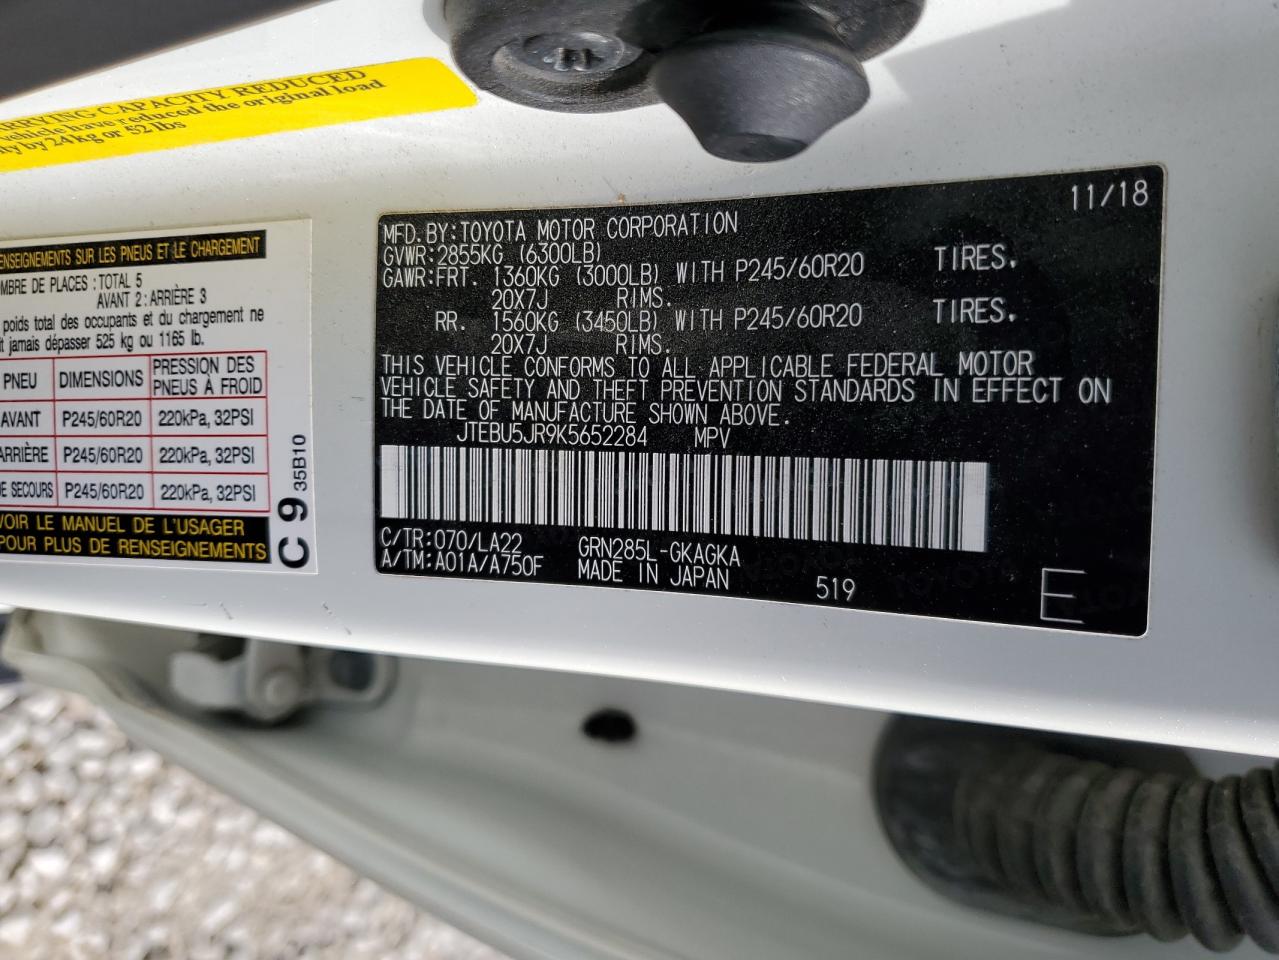 RRYING CAPACITY REDUCED
vehicle have reduced the original load
by 24 kg or 52 lbs
RENSEIGNEMENTS SUR LES PNEUS ET LE CHARGEMENT
MBRE DE PLACES : TOTAL 5
AVANT 2 : ARRIÈRE 3
poids total des occupants et du chargement ne
it jamais dépasser 525 kg ou 1165 lb.
PNEU DIMENSIONS PRESSION DES PNEUS À FROID
AVANT P245/60R20 220kPa, 32PSI
ARRIÈRE P245/60R20 220kPa, 32PSI
DE SECOURS P245/60R20 220kPa, 32PSI
VOIR LE MANUEL DE L'USAGER
POUR PLUS DE RENSEIGNEMENTS
C 9 35B10
11/18
MFD. BY: TOYOTA MOTOR CORPORATION
GVWR: 2855KG (6300LB)
GAWR: FRT. 1360KG (3000LB) WITH P245/60R20 TIRES.
20X7J RIMS.
RR. 1560KG (3450LB) WITH P245/60R20 TIRES.
20X7J RIMS.
THIS VEHICLE CONFORMS TO ALL APPLICABLE FEDERAL MOTOR
VEHICLE SAFETY AND THEFT PREVENTION STANDARDS IN EFFECT ON
THE DATE OF MANUFACTURE SHOWN ABOVE.
JTEBU5JR9K5652284 MPV
C/TR: 070/LA22 GRN285L-GKAGKA
A/TM: A01A/A750F MADE IN JAPAN 519 E